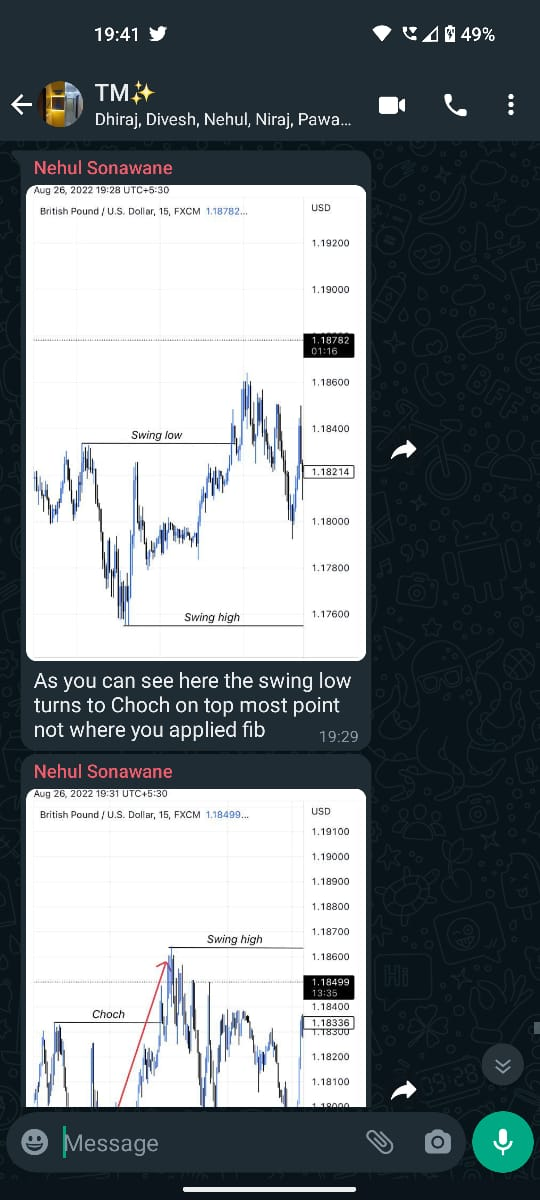 19:41
49%
TM✨
Dhiraj, Divesh, Nehul, Niraj, Pawa...
Nehul Sonawane
Aug 26, 2022 19:28 UTC+5:30
British Pound / U.S. Dollar, 15, FXCM 1.18782...
USD
1.19200
1.19000
1.18782
01:16
1.18600
Swing low
1.18400
1.18214
1.18000
1.17800
Swing high
1.17600
As you can see here the swing low
turns to Choch on top most point
not where you applied fib
19:29
Nehul Sonawane
Aug 26, 2022 19:31 UTC+5:30
British Pound / U.S. Dollar, 15, FXCM 1.18499...
USD
1.19100
1.19000
1.18900
1.18800
1.18700
Swing high
1.18600
1.18499
13:35
1.18400
Choch
1.18336
1.18300
1.18200
1.18100
1.18000
Message